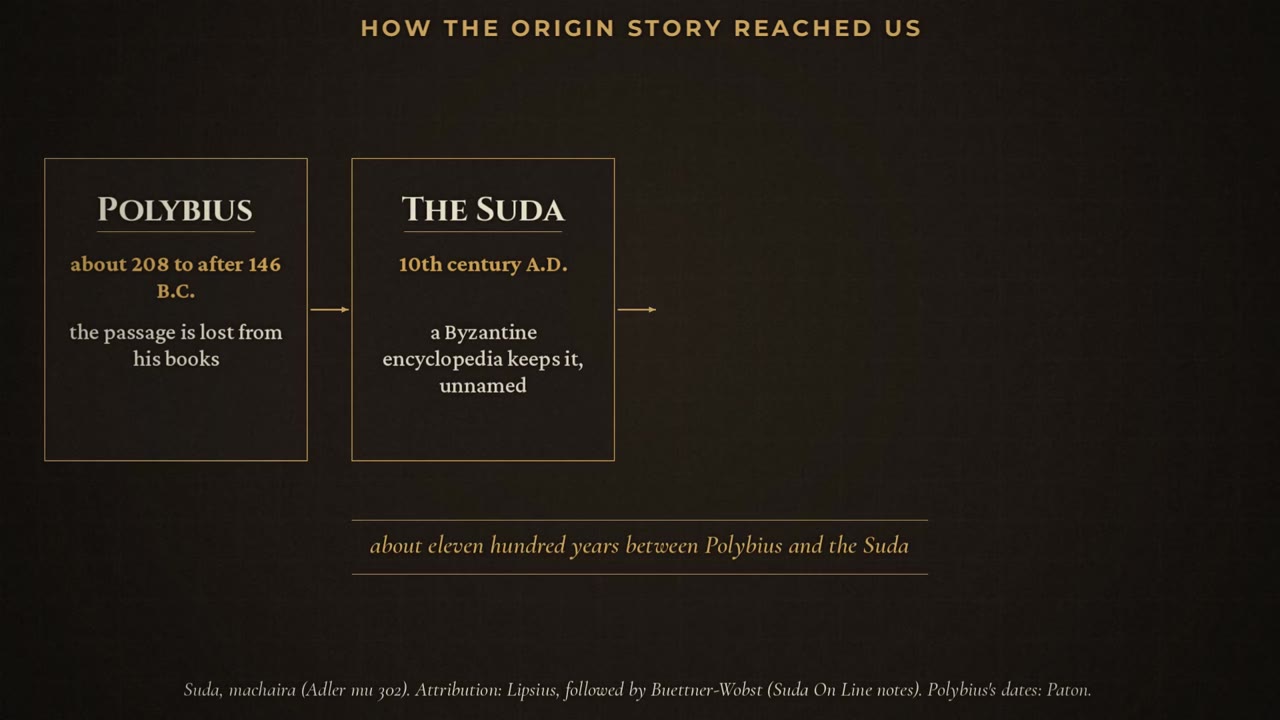 HOW THE ORIGIN STORY REACHED US
POLYBIUS
about 208 to after 146
B.C.
the passage is lost from
his books
THE SUDA
10th century A.D.
a Byzantine
encyclopedia keeps it,
unnamed
about eleven hundred years between Polybius and the Suda
Suda, machaira (Adler mu 302). Attribution: Lipsius, followed by Buettner-Wobst (Suda On Line notes). Polybius's dates: Paton.